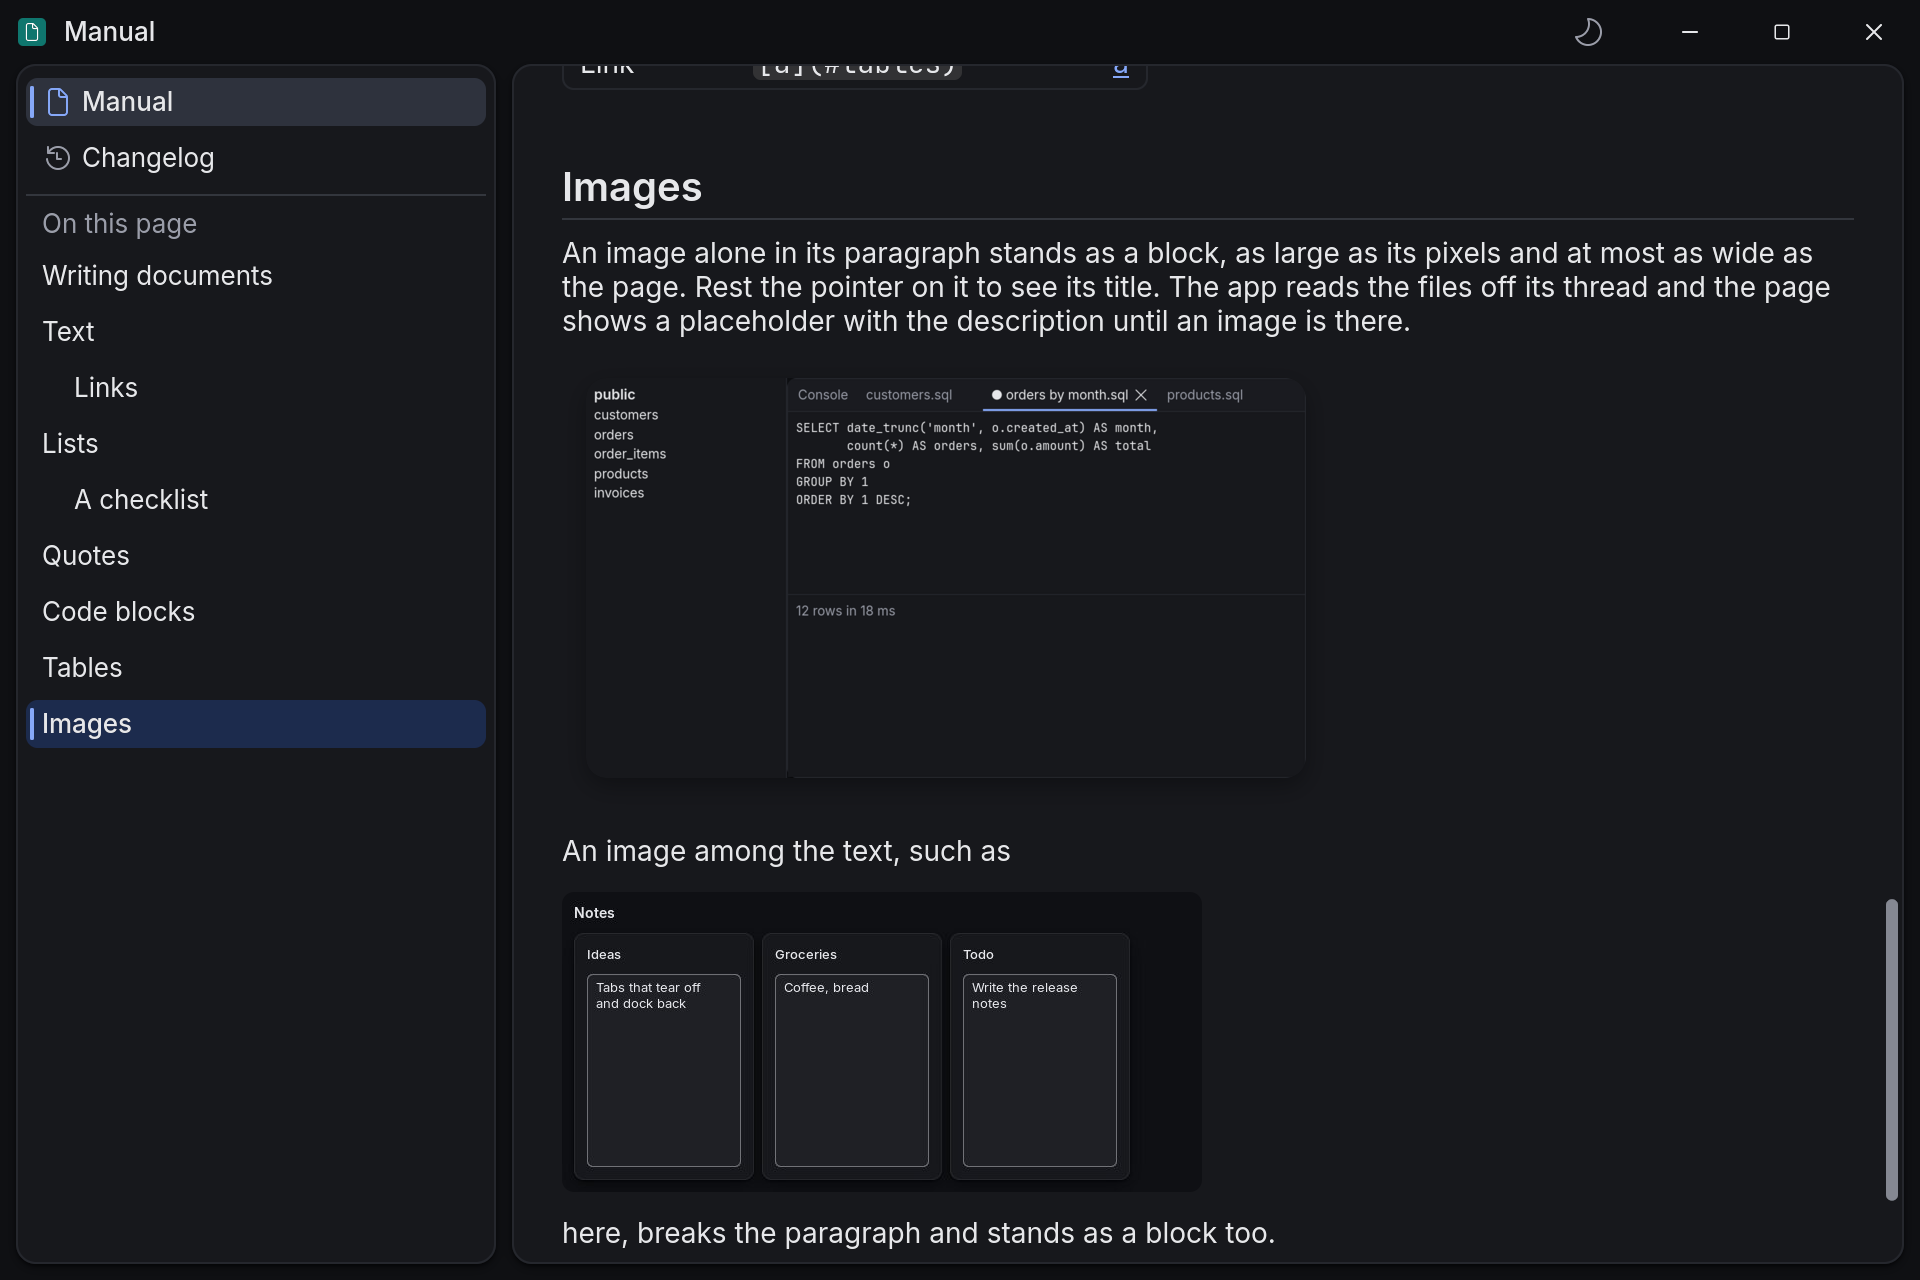 Manual
Manual
Changelog
On this page
Writing documents
Text
Links
Lists
A checklist
Quotes
Code blocks
Tables
Images
Link [a](#tables) a
Images
An image alone in its paragraph stands as a block, as large as its pixels and at most as wide as
the page. Rest the pointer on it to see its title. The app reads the files off its thread and the page
shows a placeholder with the description until an image is there.
public
customers
orders
order_items
products
invoices
Console customers.sql orders by month.sql products.sql
SELECT date_trunc('month', o.created_at) AS month,
count(*) AS orders, sum(o.amount) AS total
FROM orders o
GROUP BY 1
ORDER BY 1 DESC;
12 rows in 18 ms
An image among the text, such as
Notes
Ideas
Tabs that tear off
and dock back
Groceries
Coffee, bread
Todo
Write the release
notes
here, breaks the paragraph and stands as a block too.